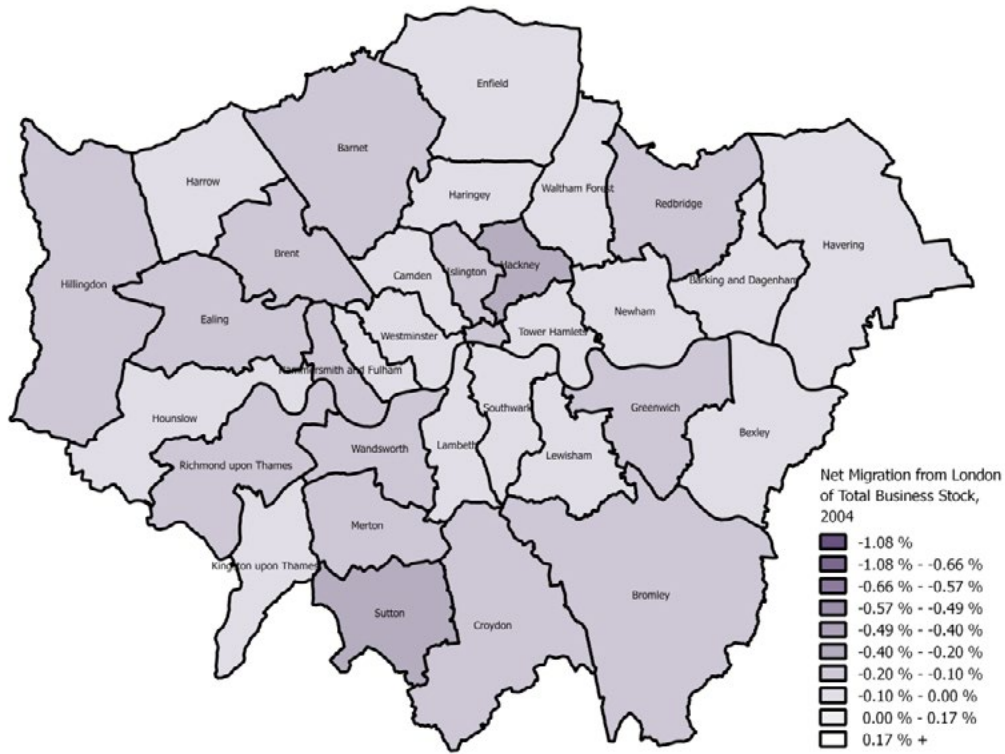 Enfield
Barnet
Harrow
Haringey
Waltham Forest
Redbridge
Havering
Brent
Hackney
Islington
Camden
Barking and Dagenham
Hillingdon
Ealing
Newham
Westminster
Tower Hamlets
Hammersmith and Fulham
Hounslow
Southwark
Greenwich
Bexley
Wandsworth
Lambeth
Lewisham
Richmond upon Thames
Merton
Kingston upon Thames
Sutton
Croydon
Bromley
Net Migration from London
of Total Business Stock,
2004
-1.08 %
-1.08 % - -0.66 %
-0.66 % - -0.57 %
-0.57 % - -0.49 %
-0.49 % - -0.40 %
-0.40 % - -0.20 %
-0.20 % - -0.10 %
-0.10 % - 0.00 %
0.00 % - 0.17 %
0.17 % +